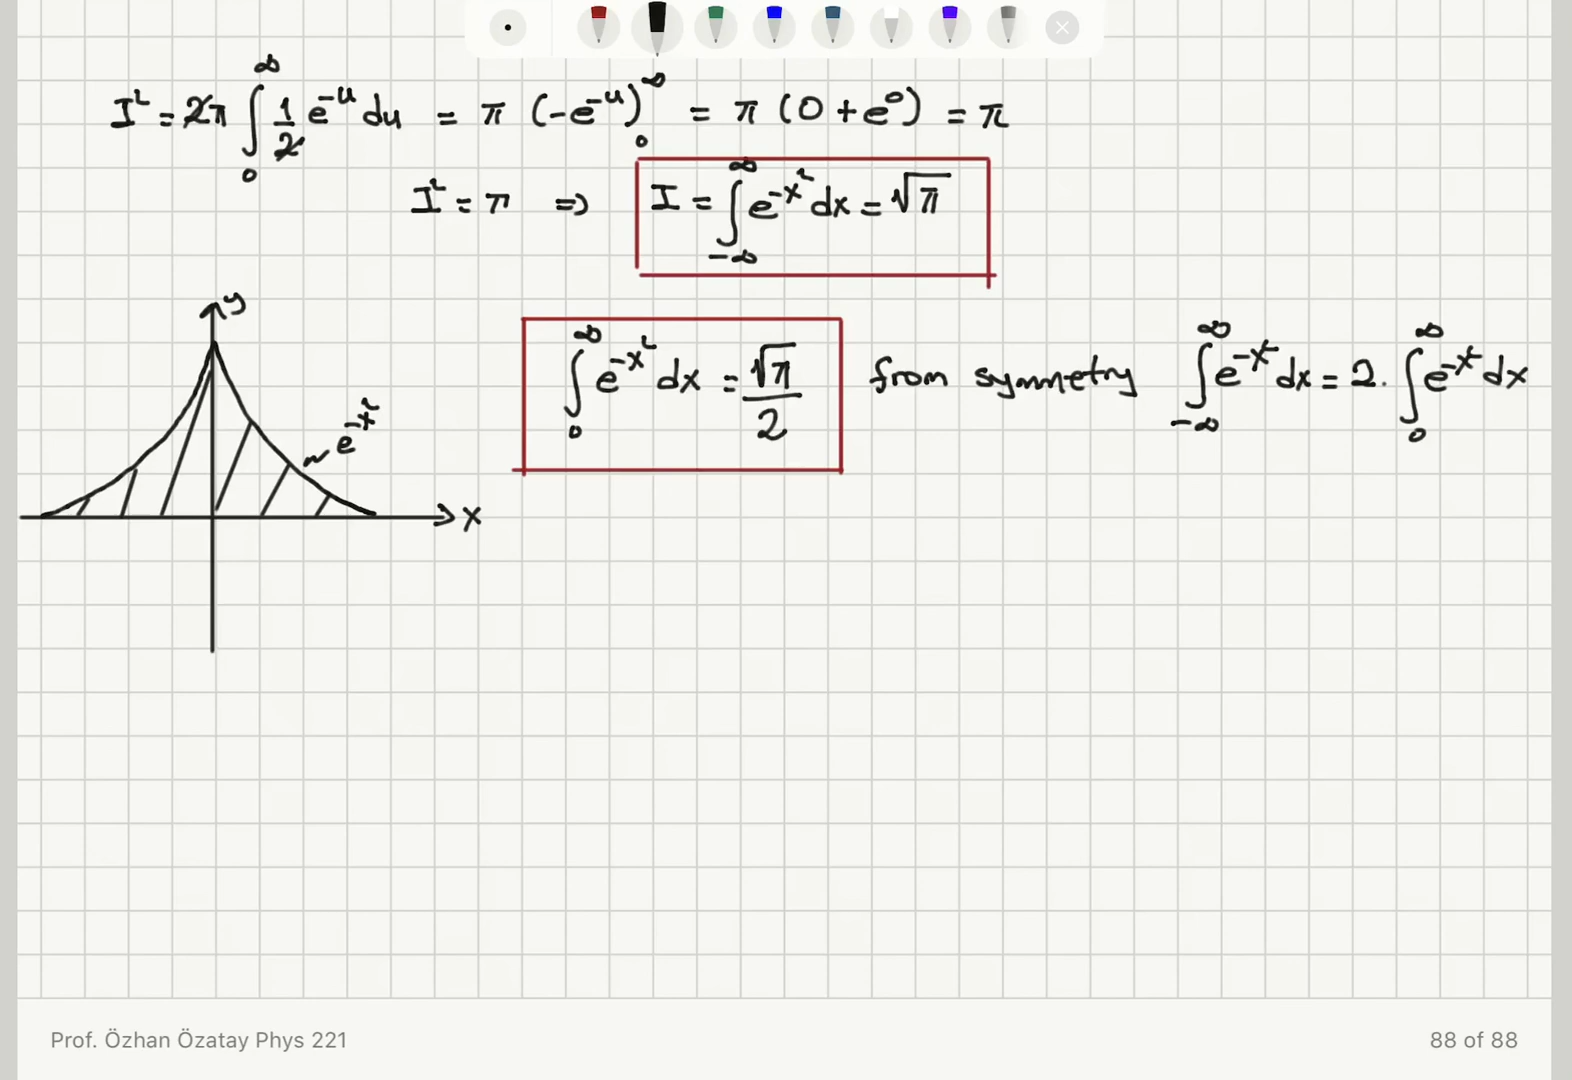 I² = 2π ∫₀^∞ 1/2 e^-u du = π (-e^-u)₀^∞ = π (0 + e⁰) = π
I² = π ⇒ I = ∫_-∞^∞ e^-x² dx = √π
y
∫₀^∞ e^-x² dx = √π/2 from symmetry ∫_-∞^∞ e^-x² dx = 2. ∫₀^∞ e^-x² dx
~ e^-x²
x
Prof. Özhan Özatay Phys 221
88 of 88